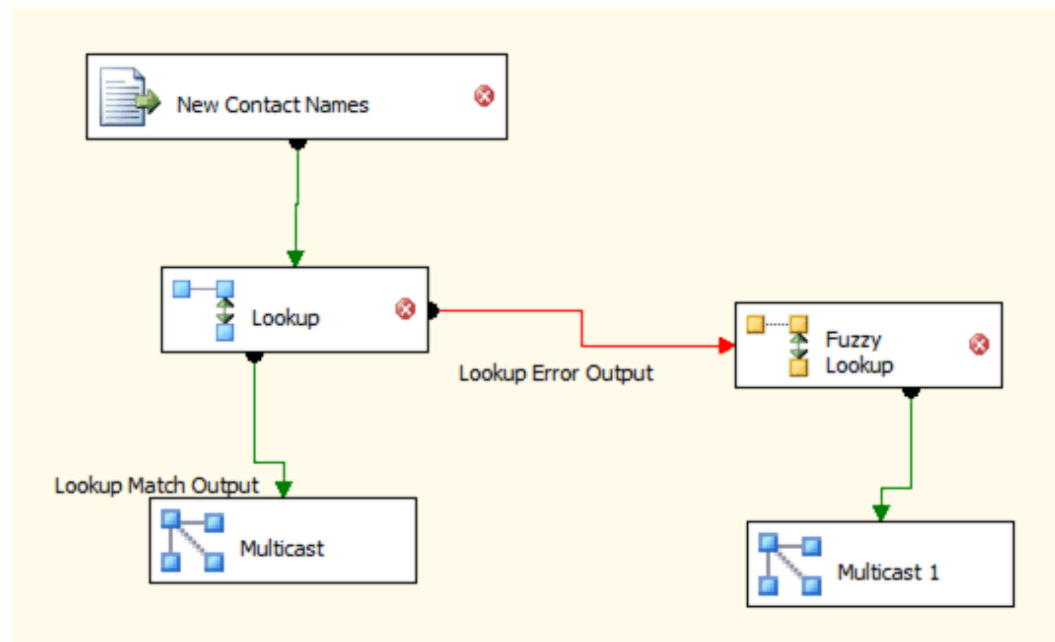 New Contact Names
Lookup
Lookup Error Output
Fuzzy
Lookup
Lookup Match Output
Multicast
Multicast 1